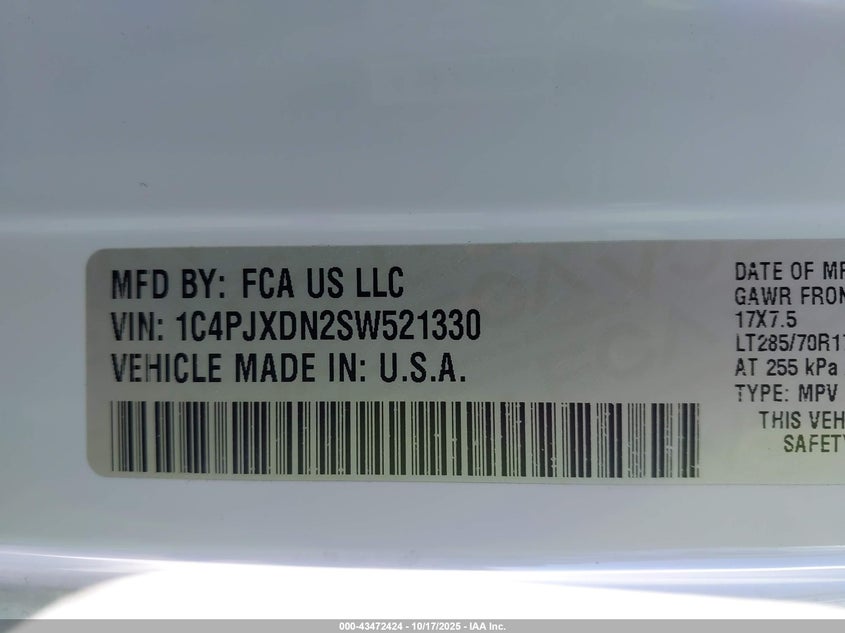 MFD BY: FCA US LLC
VIN: 1C4PJXDN2SW521330
VEHICLE MADE IN: U.S.A.
DATE OF MF
GAWR FRON
17X7.5
LT285/70R17
AT 255 kPa
TYPE: MPV
THIS VEH
SAFETY
000-43472424 - 10/17/2025 - IAA Inc.